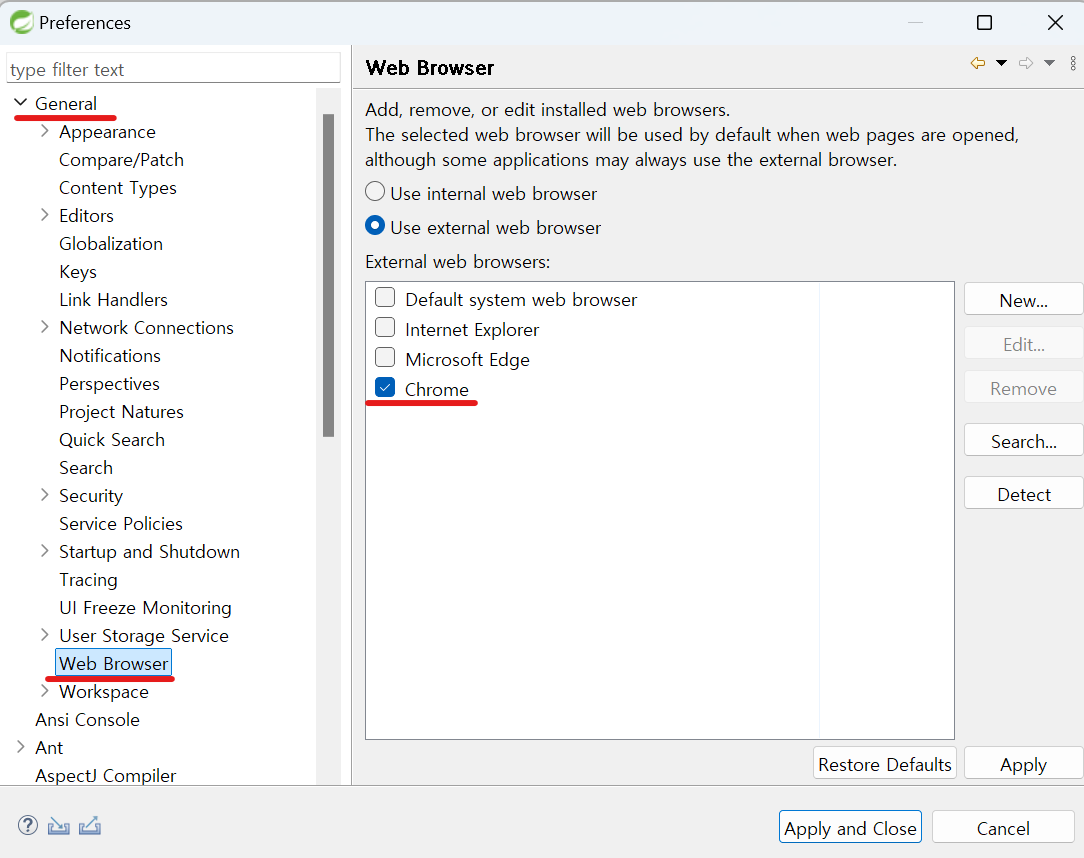 Preferences
type filter text
General
Appearance
Compare/Patch
Content Types
Editors
Globalization
Keys
Link Handlers
Network Connections
Notifications
Perspectives
Project Natures
Quick Search
Search
Security
Service Policies
Startup and Shutdown
Tracing
UI Freeze Monitoring
User Storage Service
Web Browser
Workspace
Ansi Console
Ant
AspectJ Compiler
Web Browser
Add, remove, or edit installed web browsers.
The selected web browser will be used by default when web pages are opened,
although some applications may always use the external browser.
Use internal web browser
Use external web browser
External web browsers:
Default system web browser
Internet Explorer
Microsoft Edge
Chrome
New...
Edit...
Remove
Search...
Detect
Restore Defaults
Apply
Apply and Close
Cancel